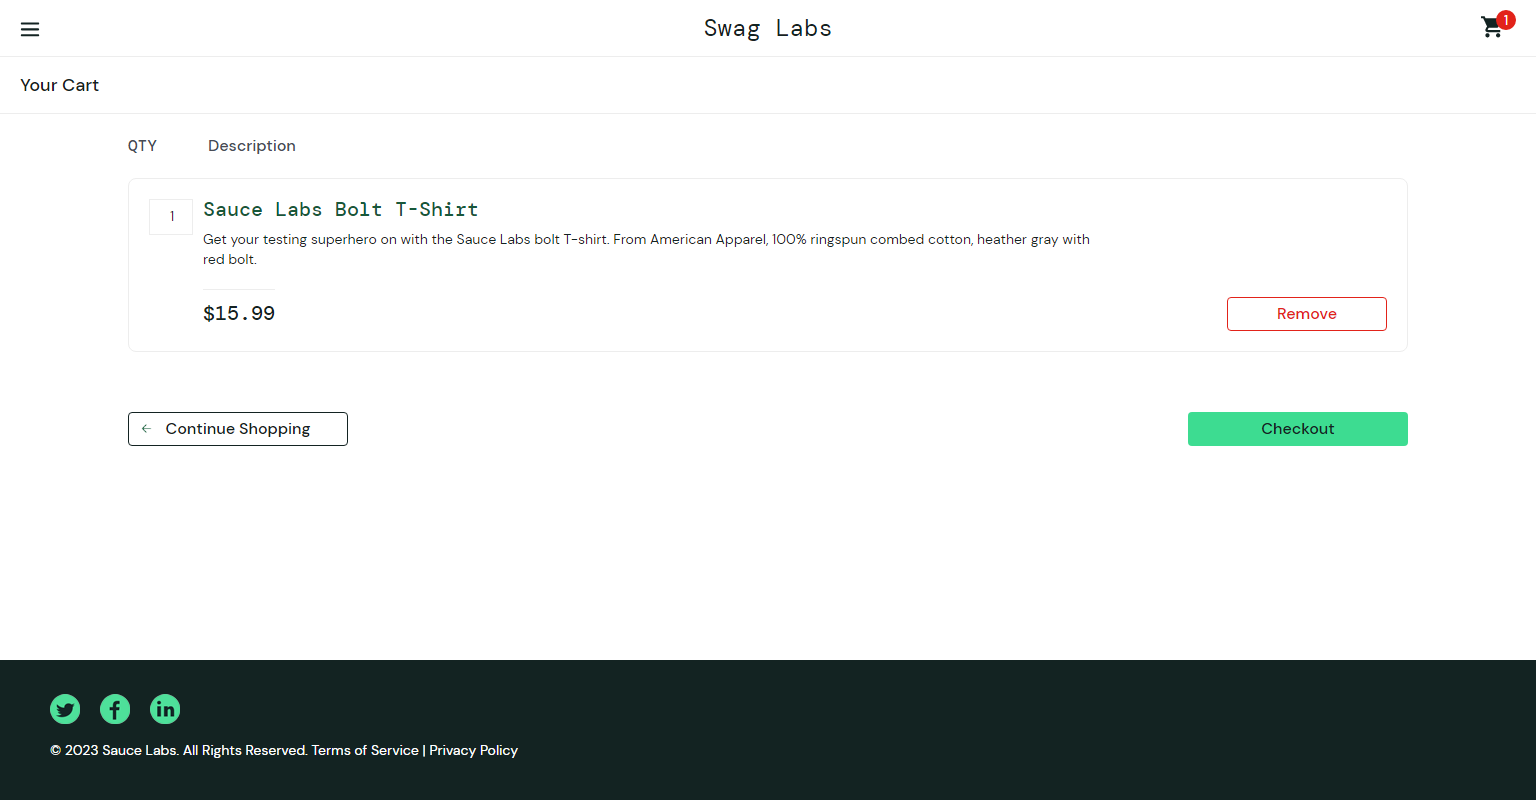 Swag Labs
1
Your Cart
QTY Description
1
Sauce Labs Bolt T-Shirt
Get your testing superhero on with the Sauce Labs bolt T-shirt. From American Apparel, 100% ringspun combed cotton, heather gray with
red bolt.
$15.99
Remove
Continue Shopping
Checkout
© 2023 Sauce Labs. All Rights Reserved. Terms of Service | Privacy Policy